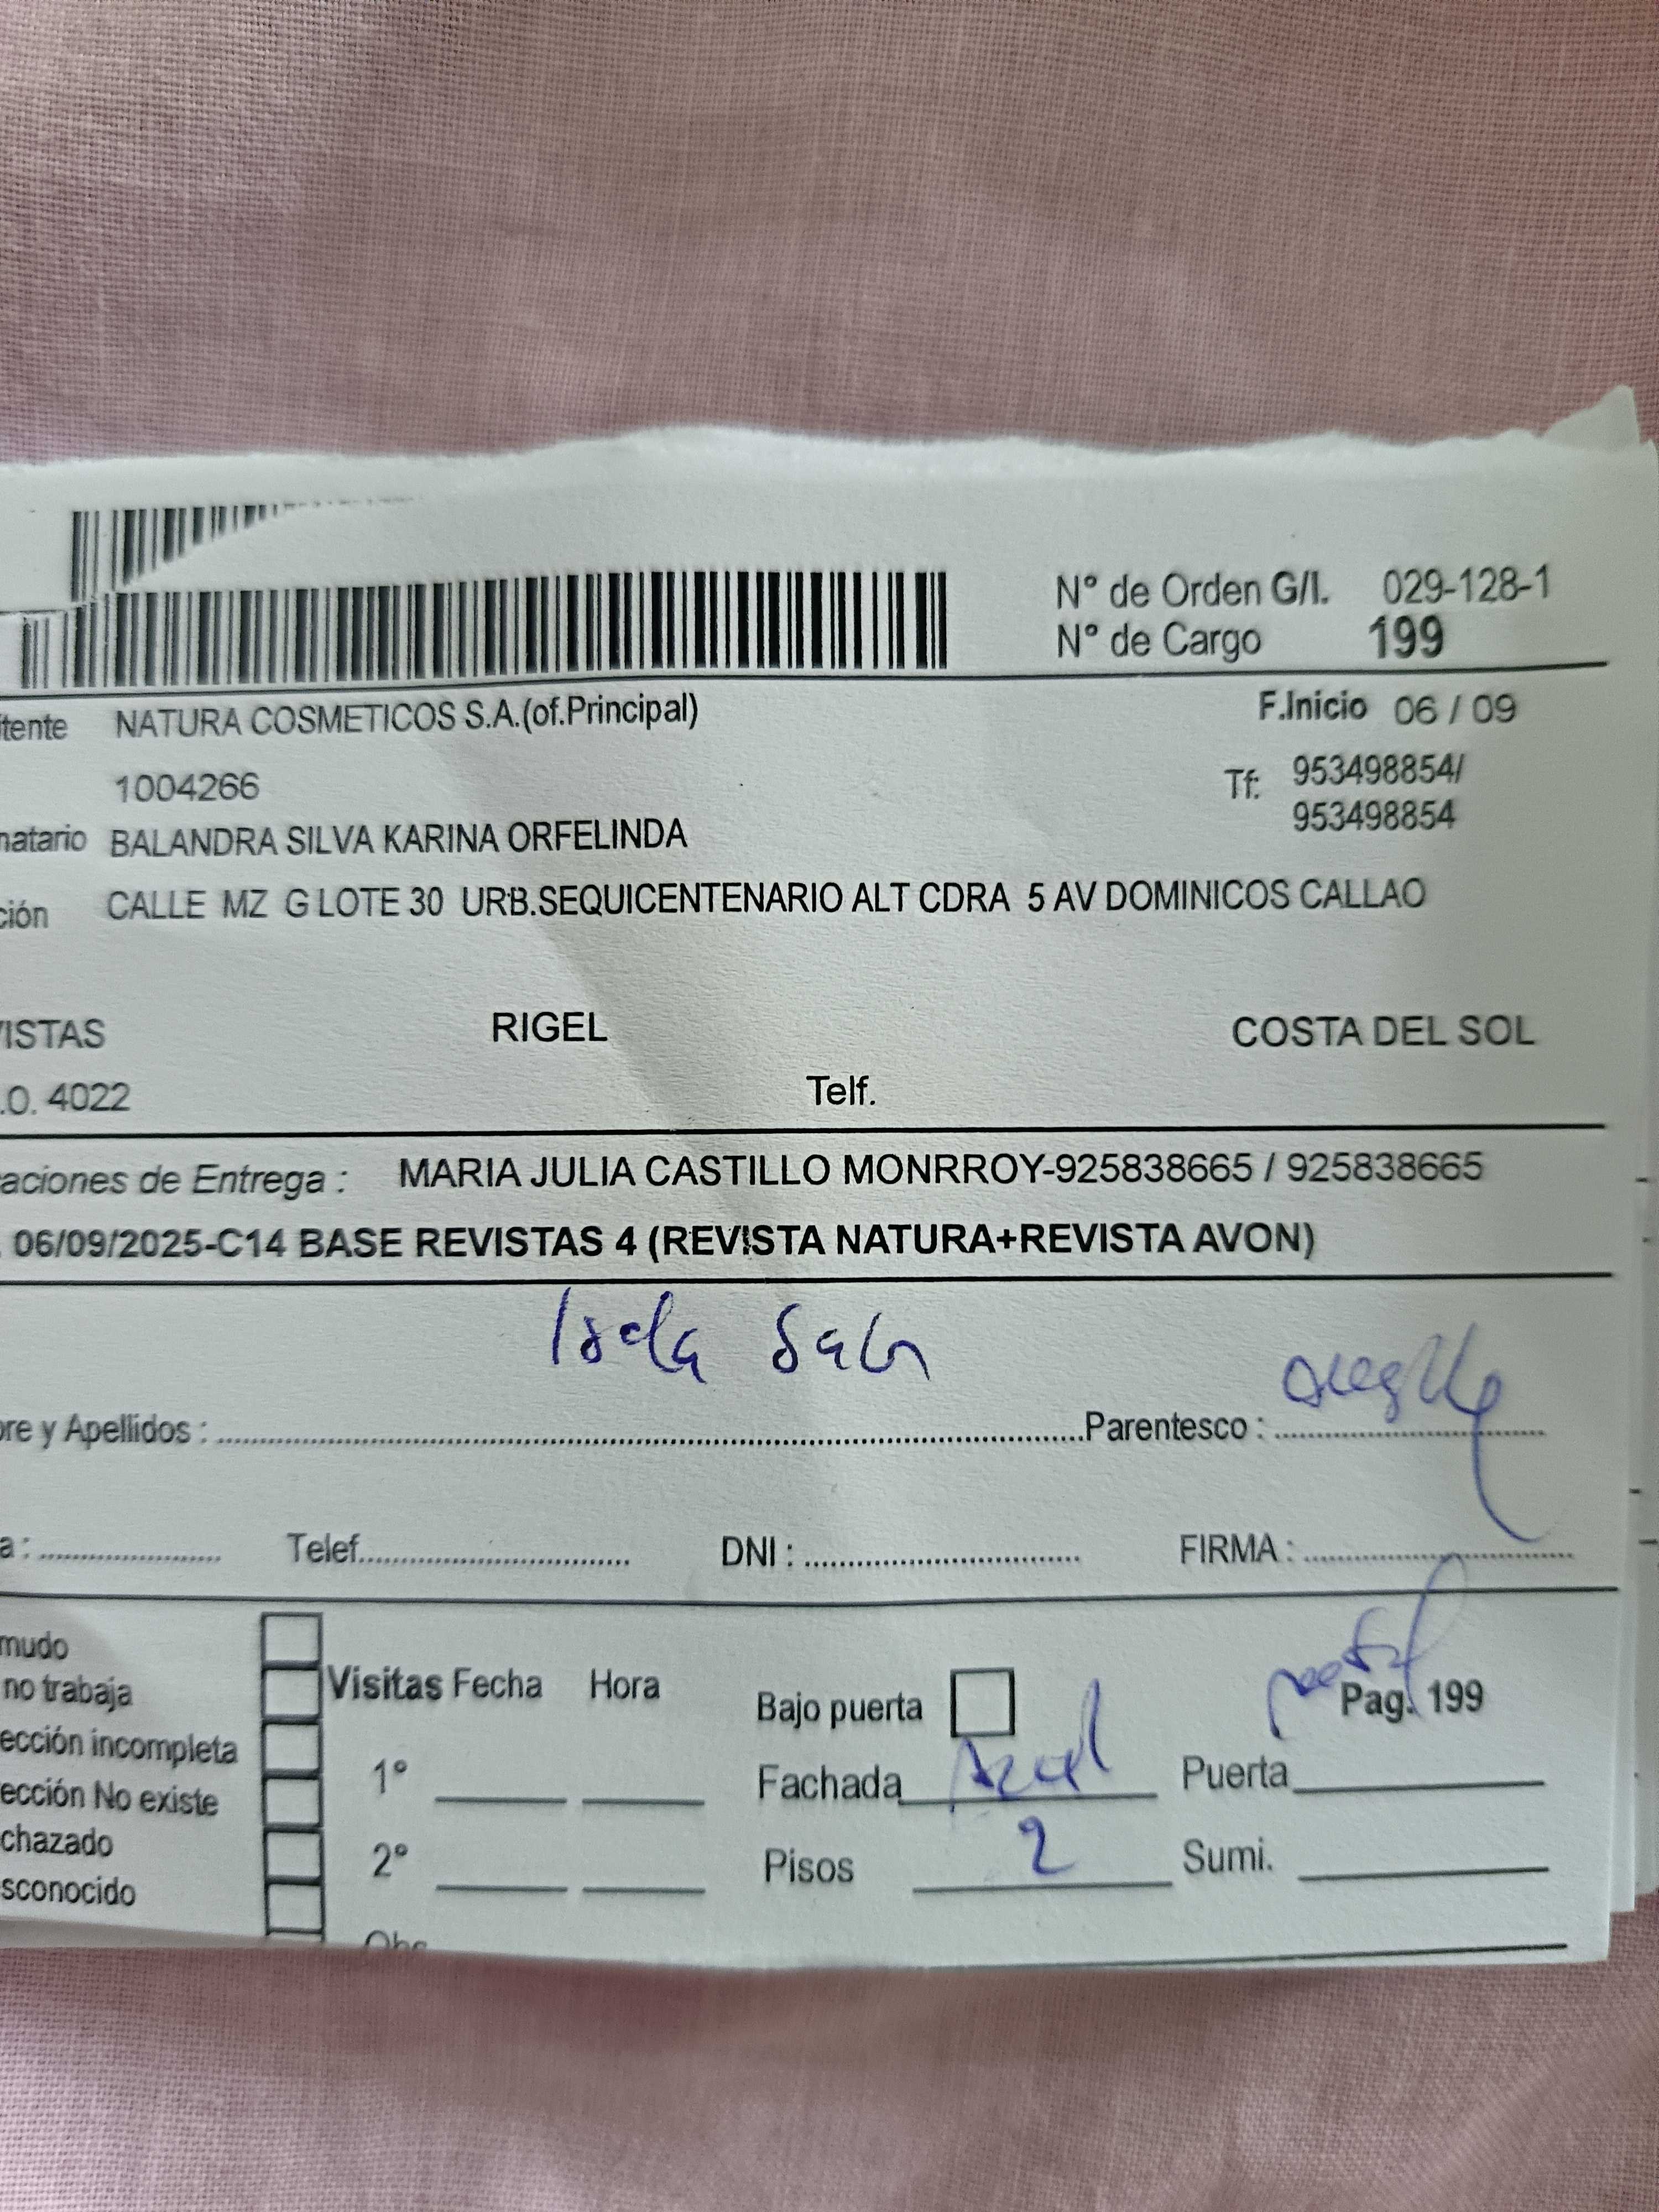 N° de Orden G/I. 029-128-1
N° de Cargo 199
itente NATURA COSMETICOS S.A.(of.Principal) F.Inicio 06 / 09
1004266 Tf: 953498854/
953498854
natario BALANDRA SILVA KARINA ORFELINDA
ción CALLE MZ G LOTE 30 URB.SEQUICENTENARIO ALT CDRA 5 AV DOMINICOS CALLAO
VISTAS RIGEL COSTA DEL SOL
.O. 4022 Telf.
aciones de Entrega : MARIA JULIA CASTILLO MONRROY-925838665 / 925838665
06/09/2025-C14 BASE REVISTAS 4 (REVISTA NATURA+REVISTA AVON)
bre y Apellidos : Parentesco :
a : Telef. DNI : FIRMA :
mudo
no trabaja Visitas Fecha Hora Bajo puerta Pag. 199
ección incompleta 1° Fachada Azul Puerta
ección No existe
chazado 2° Pisos 2 Sumi.
sconocido
Obs